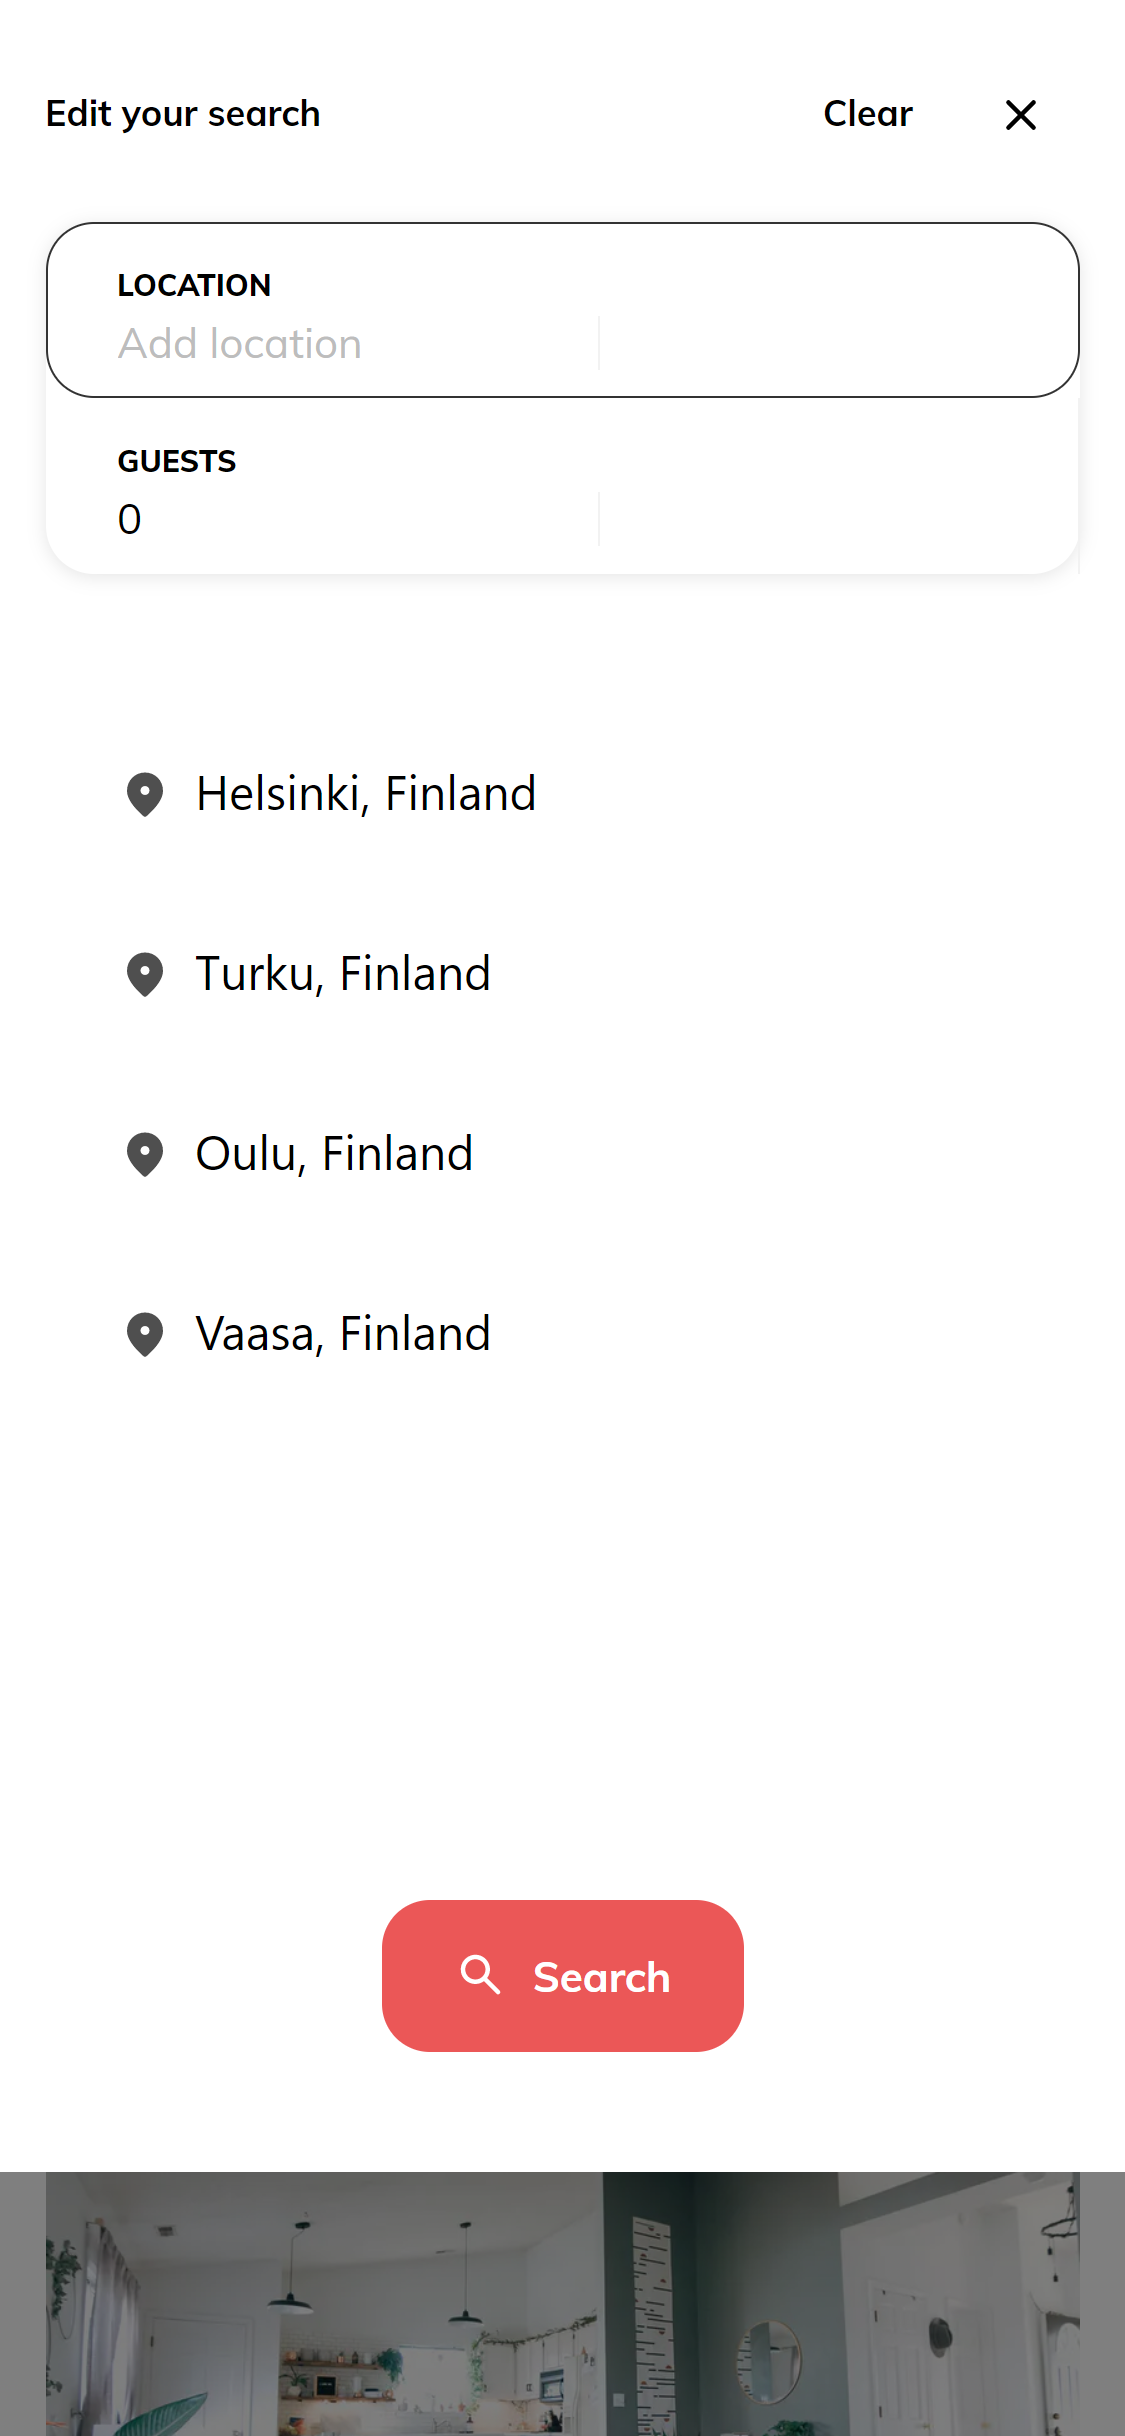 Edit your search
Clear
LOCATION
Add location
GUESTS
0
Helsinki, Finland
Turku, Finland
Oulu, Finland
Vaasa, Finland
Search